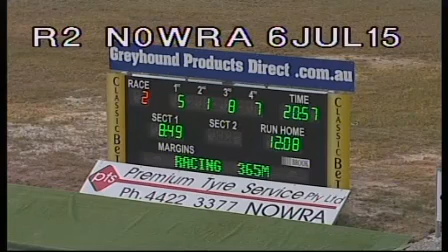 R2 NOWRA 6JUL15
Greyhound Products Direct .com.au
RACE 1ˢᵗ 2ⁿᵈ 3ʳᵈ 4ᵗʰ TIME
2 5 1 8 7 20:57
SECT 1 SECT 2 RUN HOME
8:49 12:08
MARGINS
RACING 365M
CLASSICBET
CLASSICBET
pts Premium Tyre Service Pty Ltd
Ph.4422 3377 NOWRA